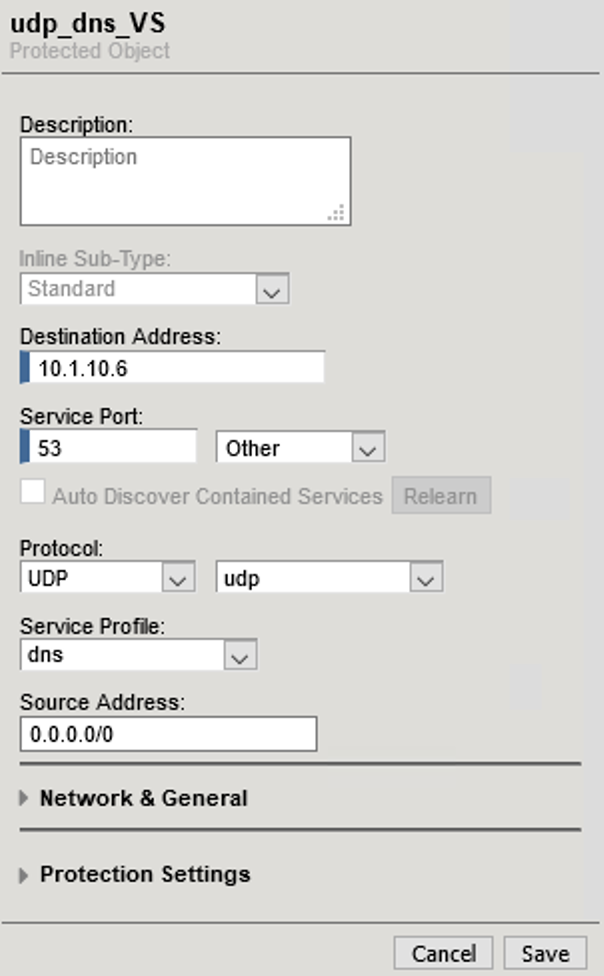 udp_dns_VS
Protected Object
Description:
Description
Inline Sub-Type:
Standard
Destination Address:
10.1.10.6
Service Port:
53 Other
Auto Discover Contained Services Relearn
Protocol:
UDP udp
Service Profile:
dns
Source Address:
0.0.0.0/0
Network & General
Protection Settings
Cancel Save